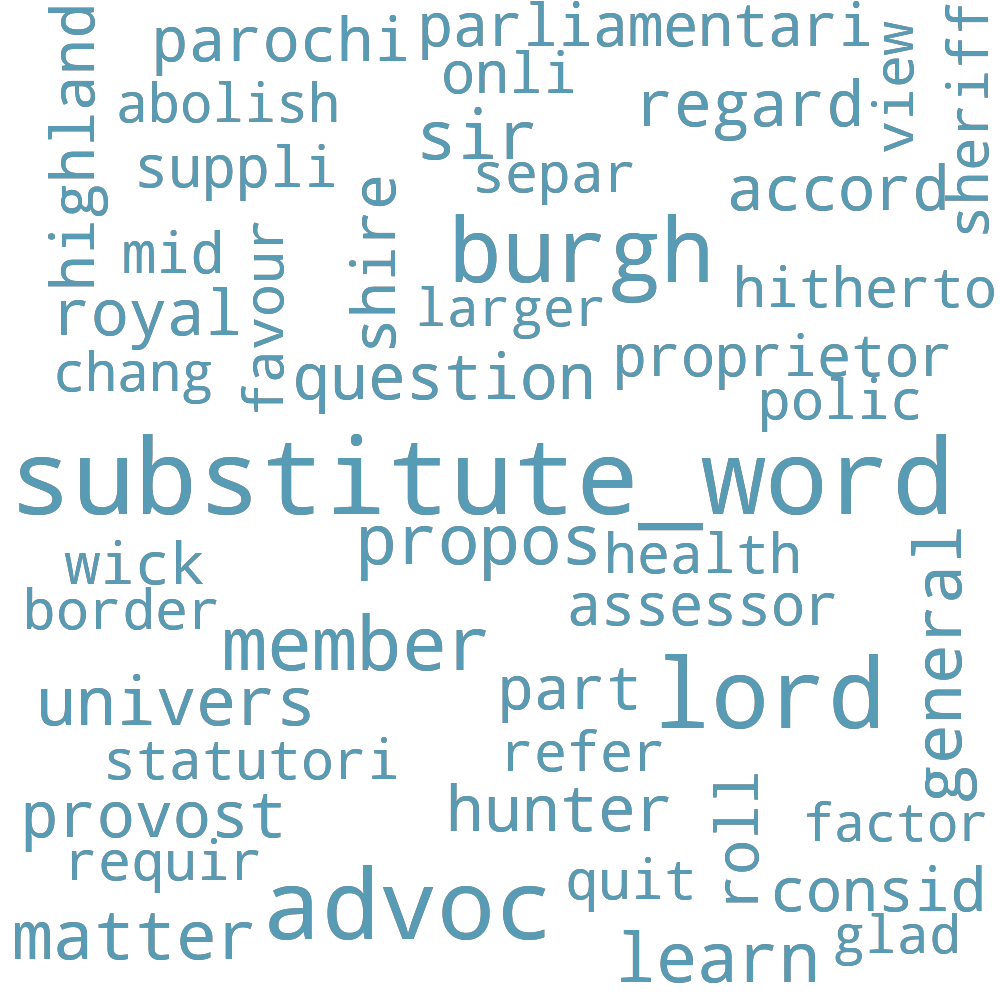 parliamentari
parochi
highland
sheriff
view
onli
abolish
regard
sir
suppli
separ
accord
shire
burgh
mid
favour
hitherto
royal
larger
proprietor
chang
question
polic
substitute_word
propos
health
wick
general
border
assessor
member
lord
part
univers
refer
statutori
roll
hunter
provost
factor
requir
quit
consid
advoc
matter
glad
learn